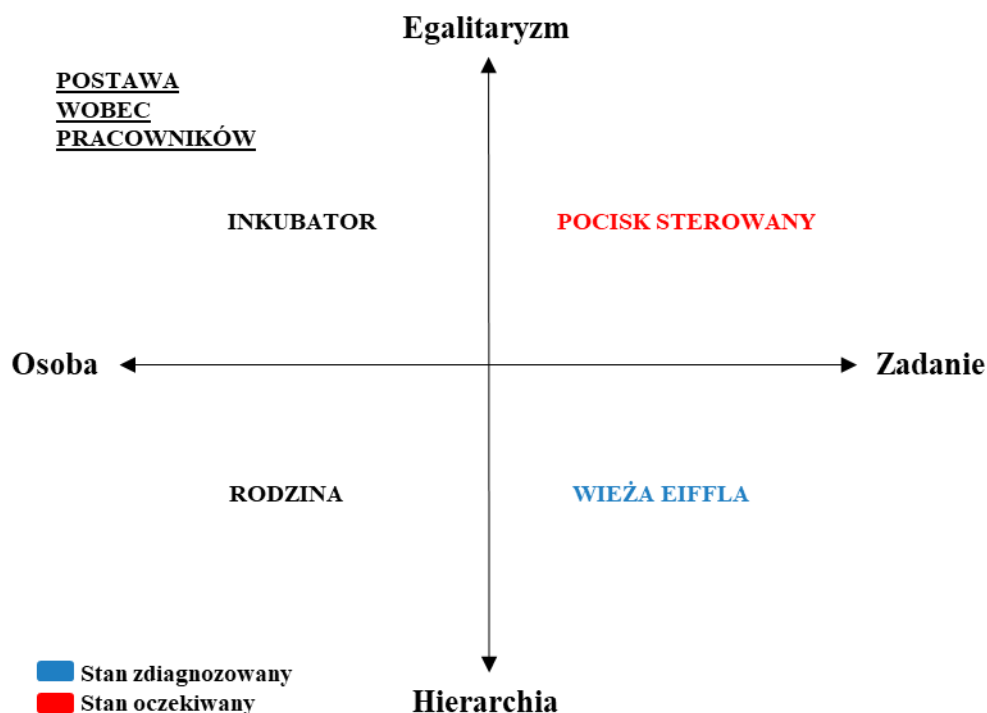 Egalitaryzm
POSTAWA
WOBEC
PRACOWNIKÓW
INKUBATOR
POCISK STEROWANY
Osoba
Zadanie
RODZINA
WIEŻA EIFFLA
Stan zdiagnozowany
Stan oczekiwany
Hierarchia